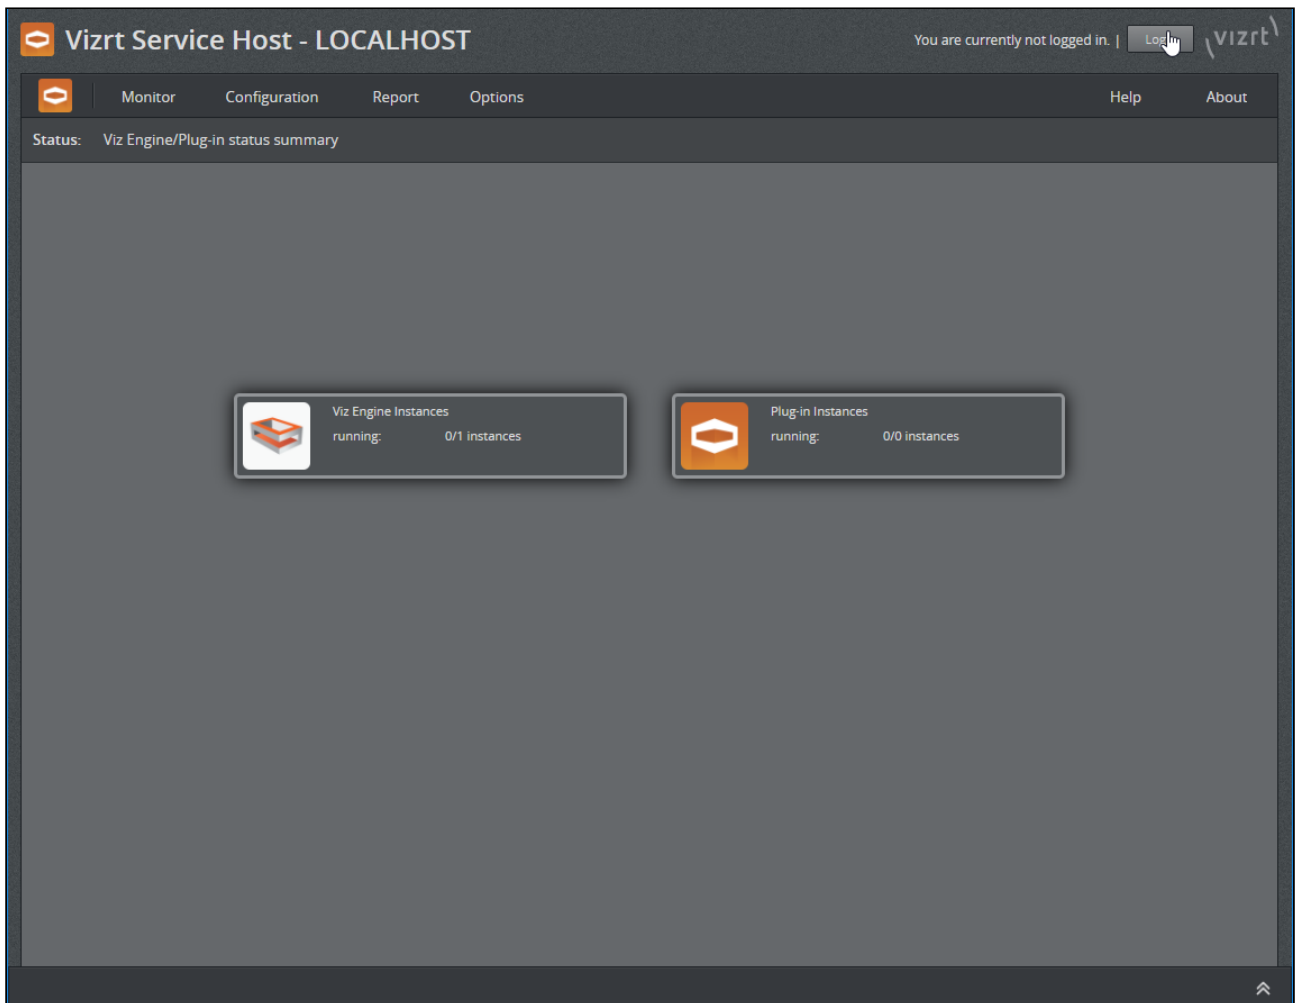 Vizrt Service Host - LOCALHOST
You are currently not logged in. |
vizrt
Monitor Configuration Report Options Help About
Status: Viz Engine/Plug-in status summary
Viz Engine Instances
running: 0/1 instances
Plug-in Instances
running: 0/0 instances